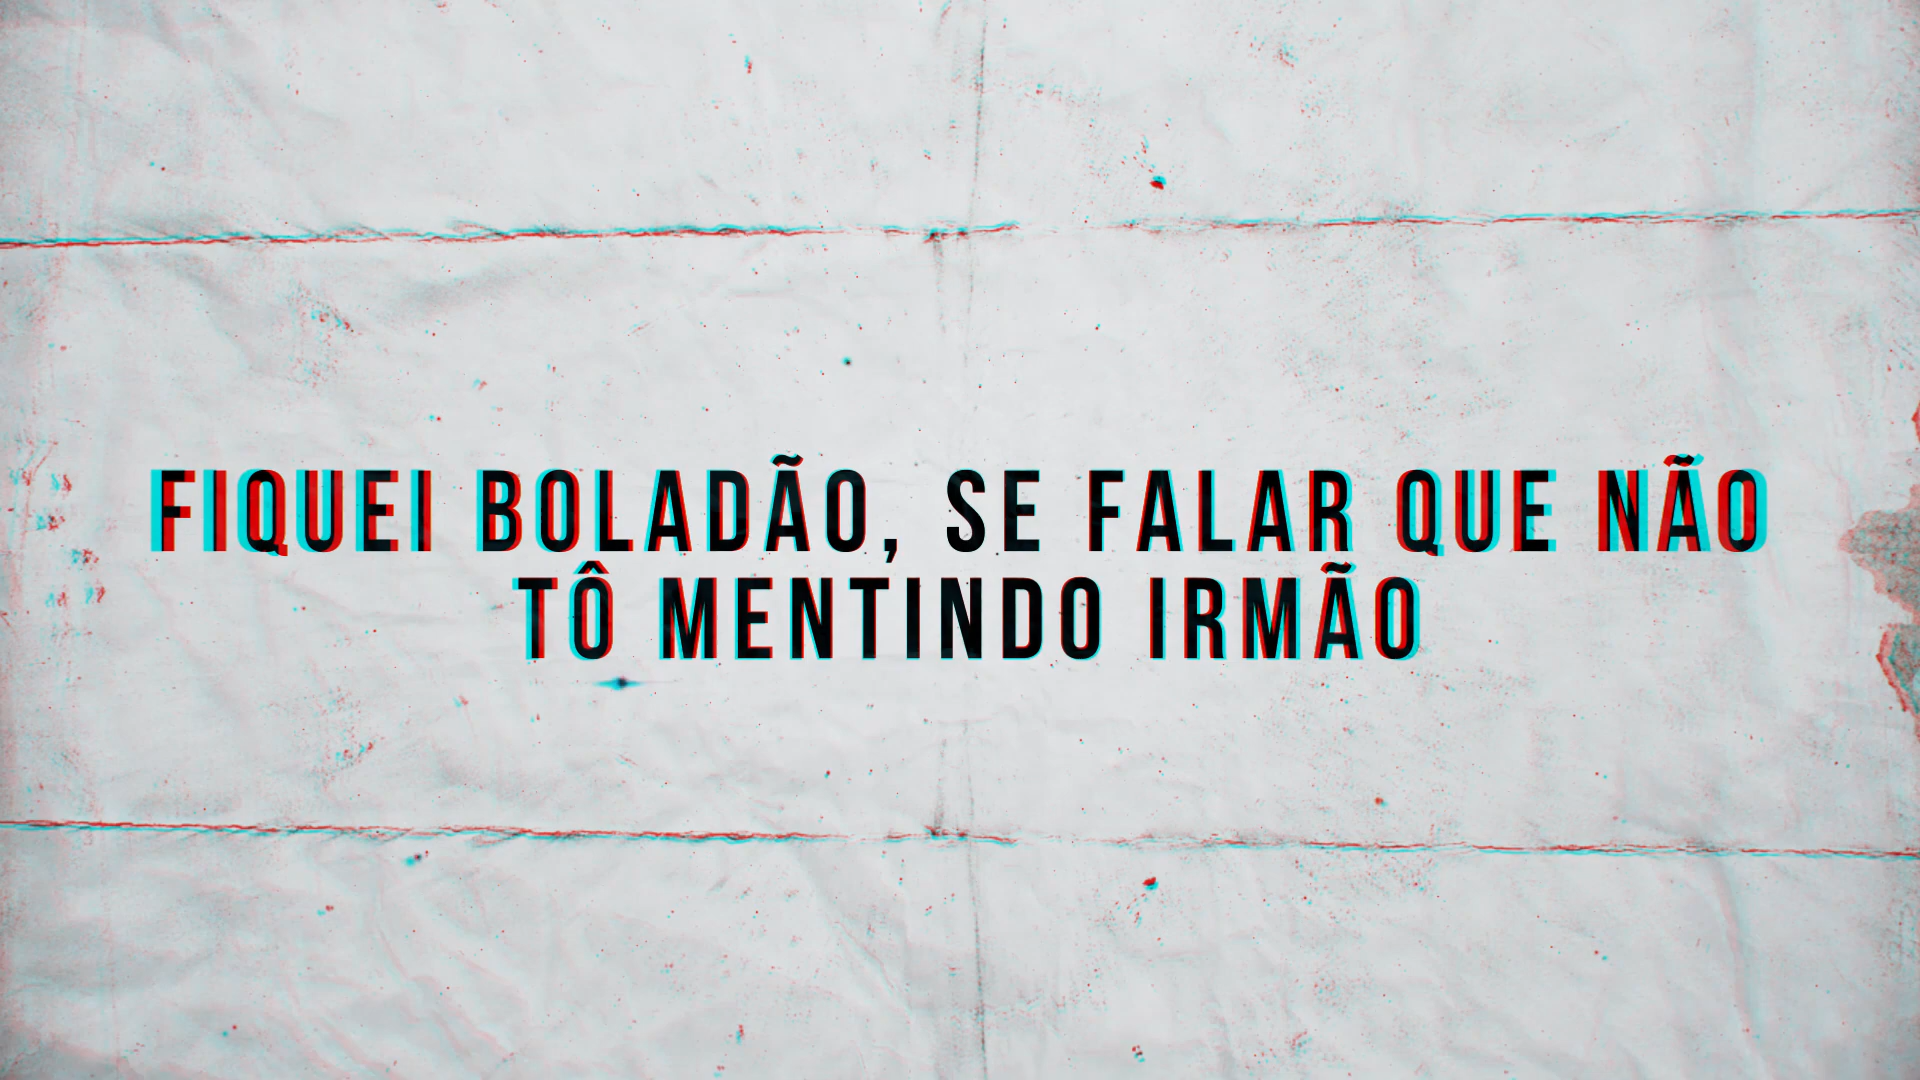 FIQUEI BOLADÃO, SE FALAR QUE NÃO
TÔ MENTINDO IRMÃO